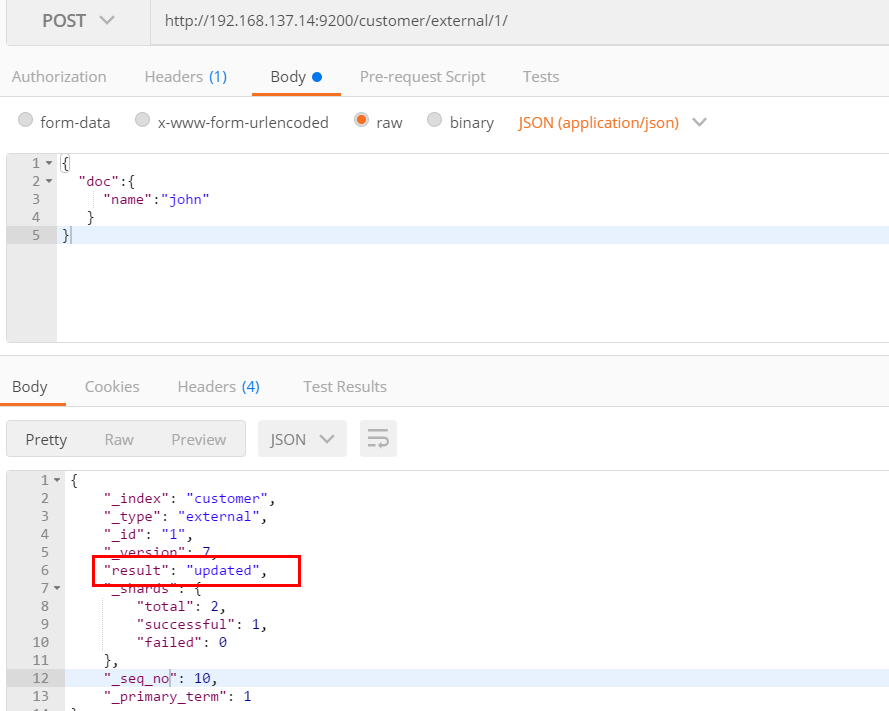 POST http://192.168.137.14:9200/customer/external/1/
Authorization Headers (1) Body Pre-request Script Tests
form-data x-www-form-urlencoded raw binary JSON (application/json)
1 {
2 "doc":{
3 "name":"john"
4 }
5 }
Body Cookies Headers (4) Test Results
Pretty Raw Preview JSON
1 {
2 "_index": "customer",
3 "_type": "external",
4 "_id": "1",
5 "_version": 7,
6 "result": "updated",
7 "_shards": {
8 "total": 2,
9 "successful": 1,
10 "failed": 0
11 },
12 "_seq_no": 10,
13 "_primary_term": 1